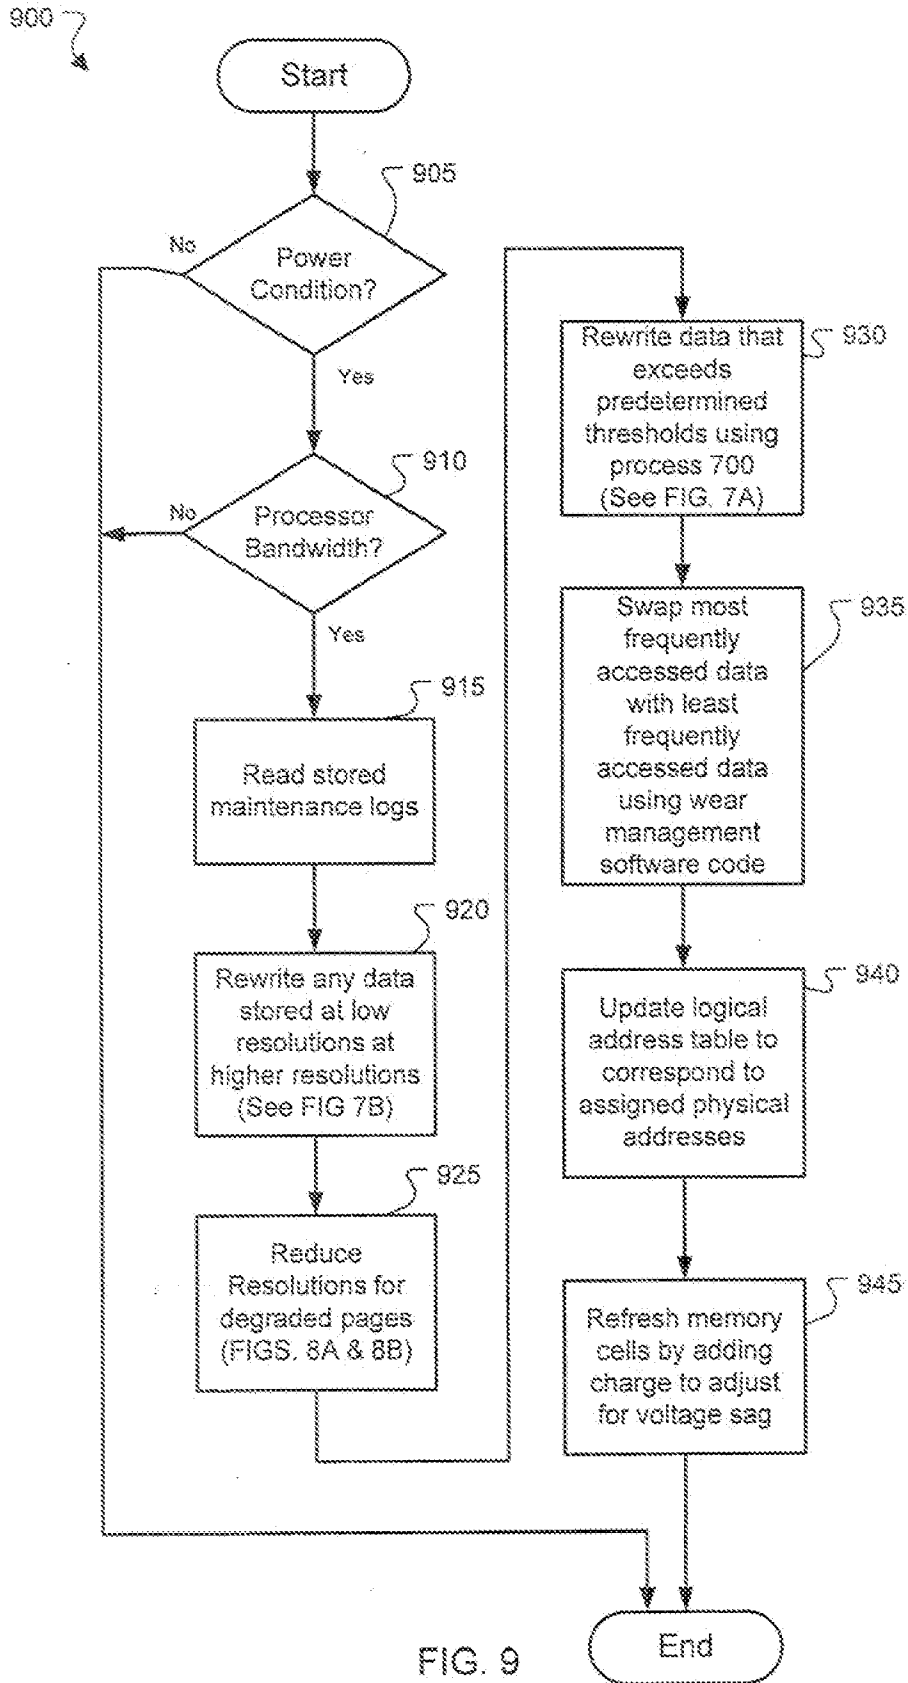 900
Start
905
No
Power
Condition?
Yes
910
No
Processor
Bandwidth?
Yes
915
Read stored
maintenance logs
920
Rewrite any data
stored at low
resolutions at
higher resolutions
(See FIG 7B)
925
Reduce
Resolutions for
degraded pages
(FIGS. 8A & 8B)
930
Rewrite data that
exceeds
predetermined
thresholds using
process 700
(See FIG. 7A)
935
Swap most
frequently
accessed data
with least
frequently
accessed data
using wear
management
software code
940
Update logical
address table to
correspond to
assigned physical
addresses
945
Refresh memory
cells by adding
charge to adjust
for voltage sag
End
FIG. 9